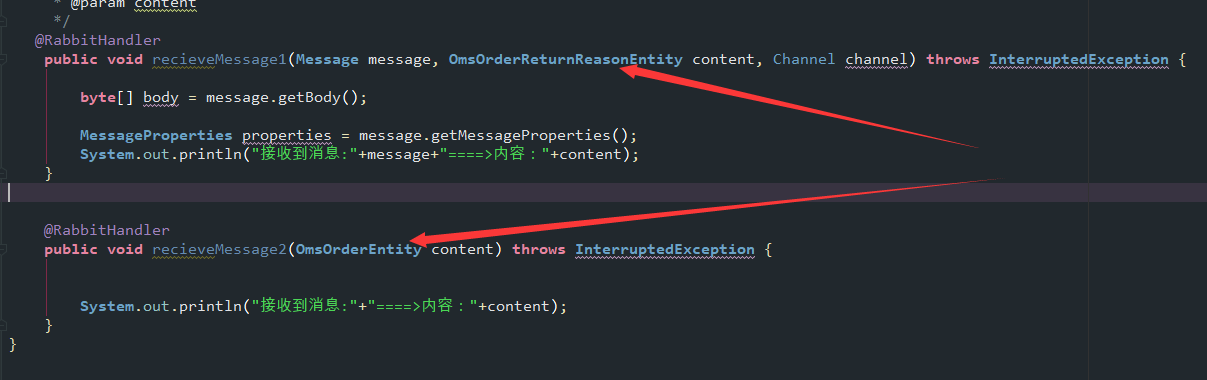 * @param content
*/
@RabbitHandler
public void recieveMessage1(Message message, OmsOrderReturnReasonEntity content, Channel channel) throws InterruptedException {
byte[] body = message.getBody();
MessageProperties properties = message.getMessageProperties();
System.out.println("接收到消息:"+message+"====>内容："+content);
}
@RabbitHandler
public void recieveMessage2(OmsOrderEntity content) throws InterruptedException {
System.out.println("接收到消息:"+"====>内容："+content);
}
}